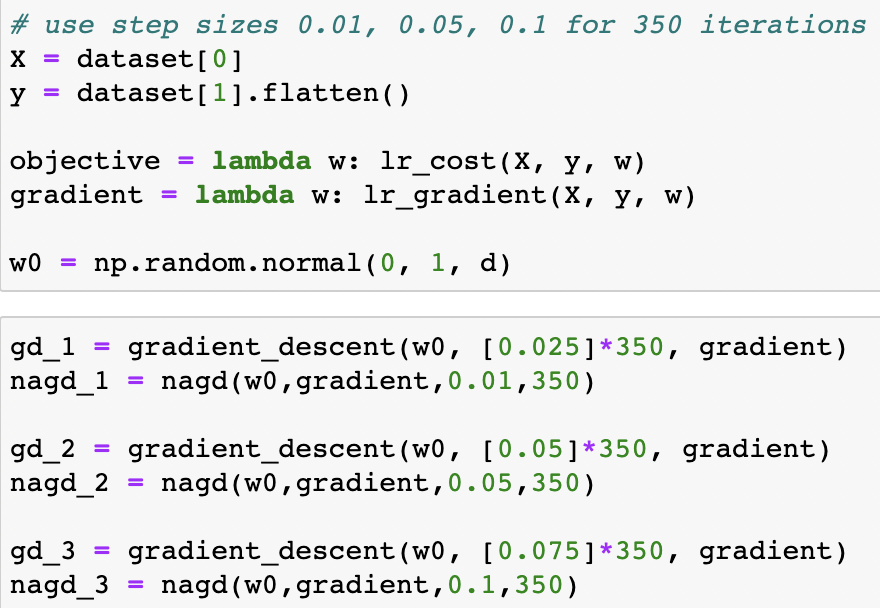 # use step sizes 0.01, 0.05, 0.1 for 350 iterations
X = dataset[0]
y = dataset[1].flatten()
objective = lambda w: lr_cost(X, y, w)
gradient = lambda w: lr_gradient(X, y, w)
w0 = np.random.normal(0, 1, d)
gd_1 = gradient_descent(w0, [0.025]*350, gradient)
nagd_1 = nagd(w0,gradient,0.01,350)
gd_2 = gradient_descent(w0, [0.05]*350, gradient)
nagd_2 = nagd(w0,gradient,0.05,350)
gd_3 = gradient_descent(w0, [0.075]*350, gradient)
nagd_3 = nagd(w0,gradient,0.1,350)